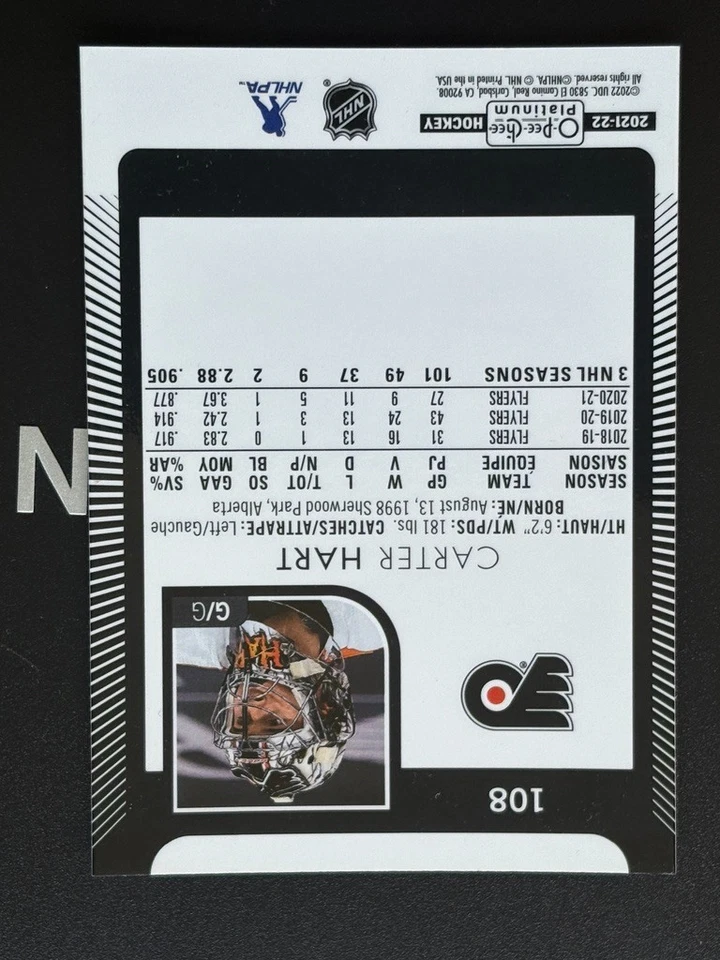 108
G/G
CARTER HART
HT/HAUT: 6'2" WT/PDS: 181 lbs. CATCHES/ATTRAPE: Left/Gauche
BORN/NÉ: August 13, 1998 Sherwood Park, Alberta
SEASON TEAM GP W L T/OT SO GAA SV%
SAISON ÉQUIPE PJ V D N/P BL MOY %AR
2018-19 FLYERS 31 16 13 1 0 2.83 .917
2019-20 FLYERS 43 24 13 3 1 2.42 .914
2020-21 FLYERS 27 9 11 5 1 3.67 .877
3 NHL SEASONS 101 49 37 9 2 2.88 .905
2021-22 O-Pee-Chee Platinum HOCKEY
©2022 UDC. 5830 El Camino Real, Carlsbad, CA 92008.
All rights reserved. ©NHLPA. © NHL. Printed in the USA.
NHL
NHLPA™
N